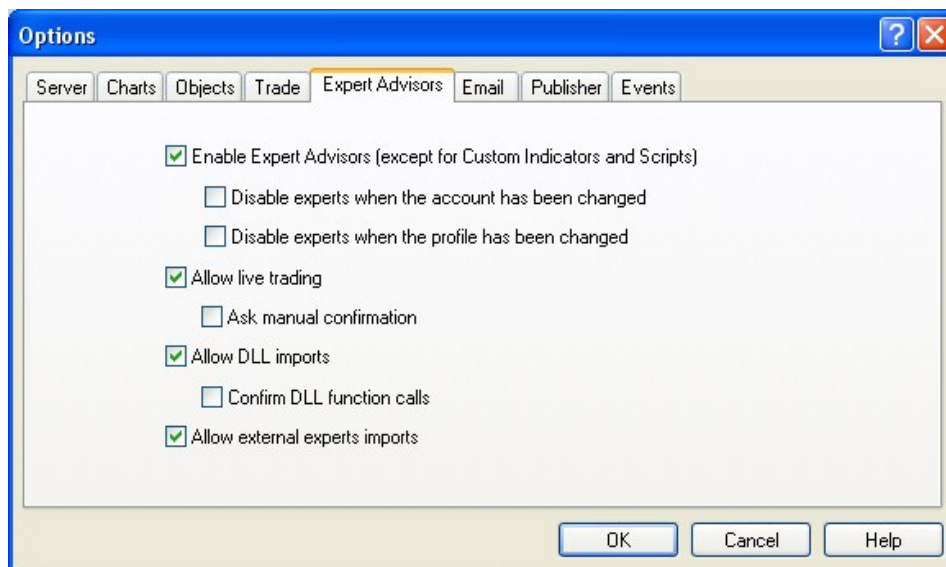 Options
Server Charts Objects Trade Expert Advisors Email Publisher Events
Enable Expert Advisors (except for Custom Indicators and Scripts)
Disable experts when the account has been changed
Disable experts when the profile has been changed
Allow live trading
Ask manual confirmation
Allow DLL imports
Confirm DLL function calls
Allow external experts imports
OK Cancel Help